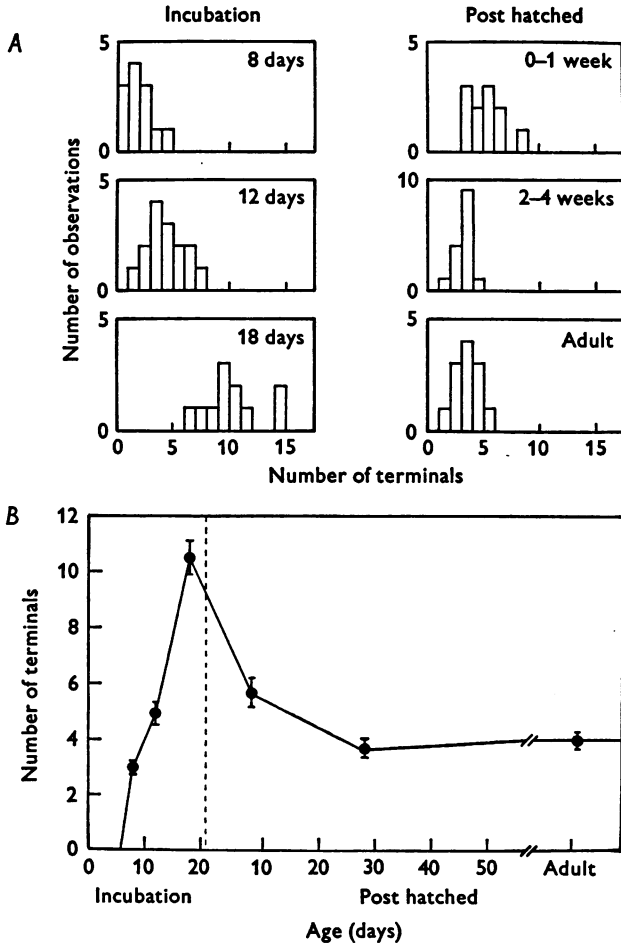 A
Incubation
Post hatched
Number of observations
5
0
8 days
5
0
0–1 week
5
0
12 days
10
5
0
2–4 weeks
5
0
18 days
5
0
Adult
0 5 10 15
0 5 10 15
Number of terminals
B
Number of terminals
12
10
8
6
4
2
0
0 10 20 10 20 30 40 50 Adult
Incubation Post hatched
Age (days)